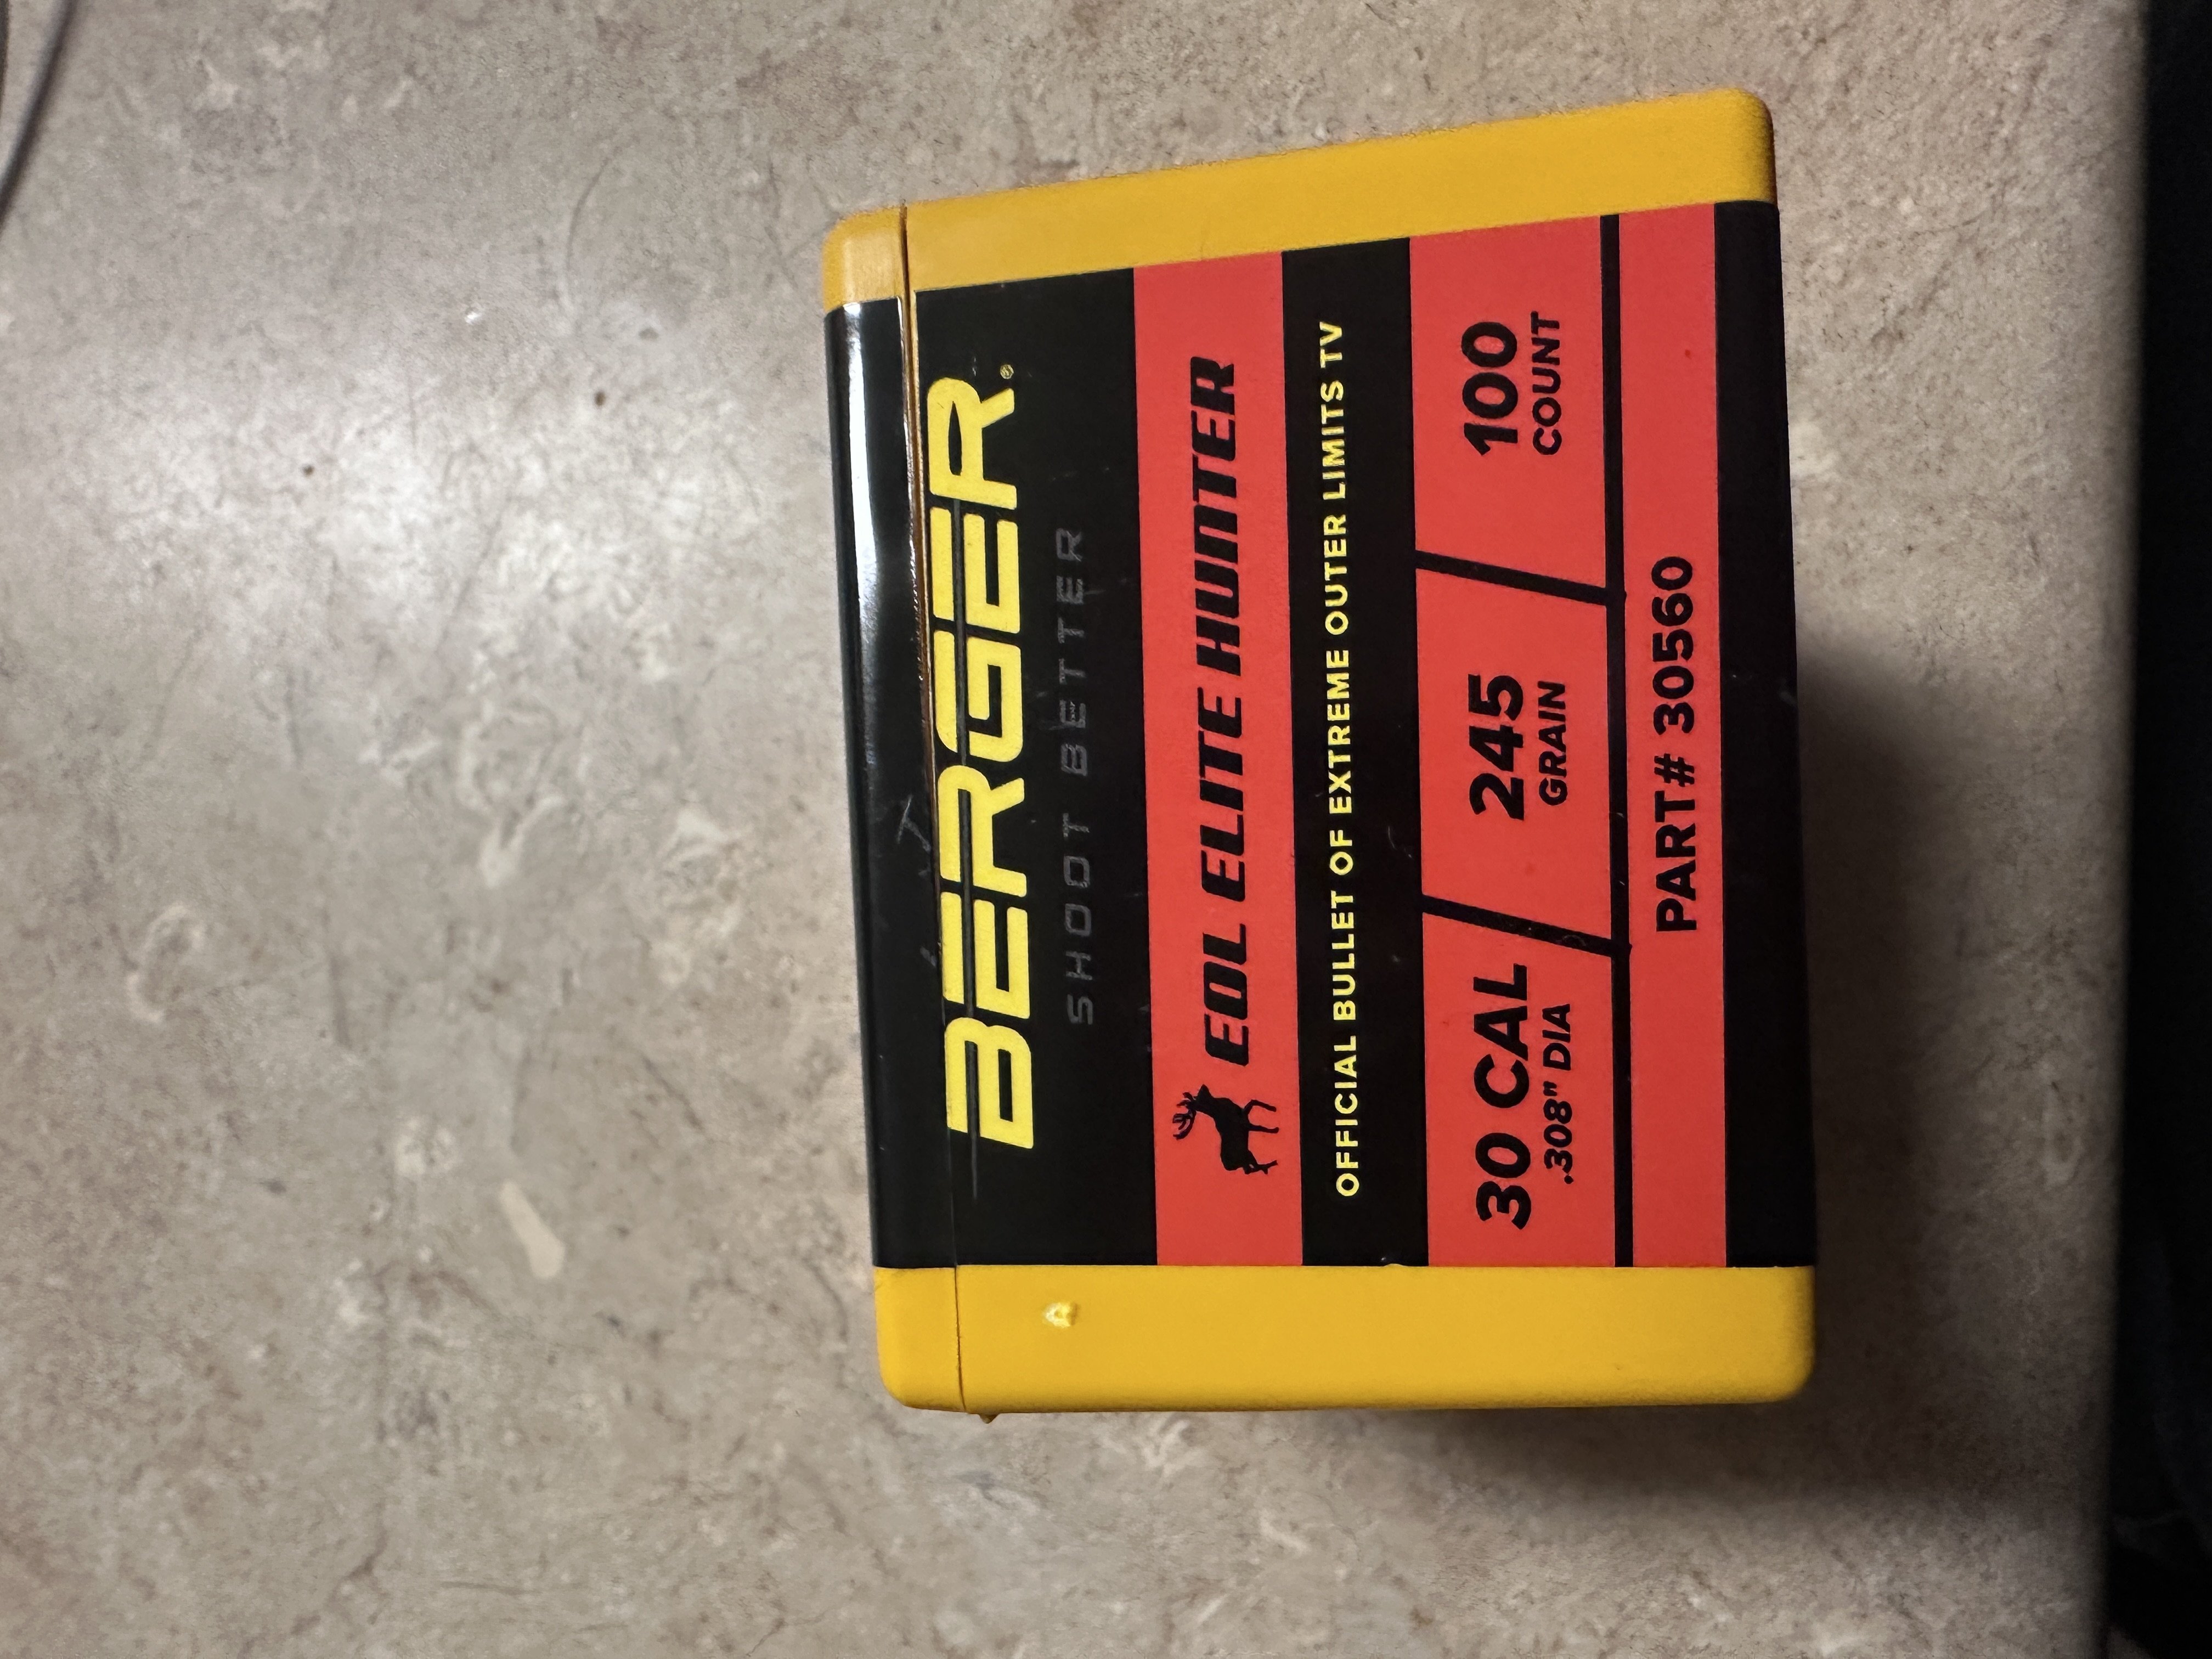 BERGER®
SHOOT BETTER
EOL ELITE HUNTER
OFFICIAL BULLET OF EXTREME OUTER LIMITS TV
30 CAL 245 100
.308" DIA GRAIN COUNT
PART# 30560